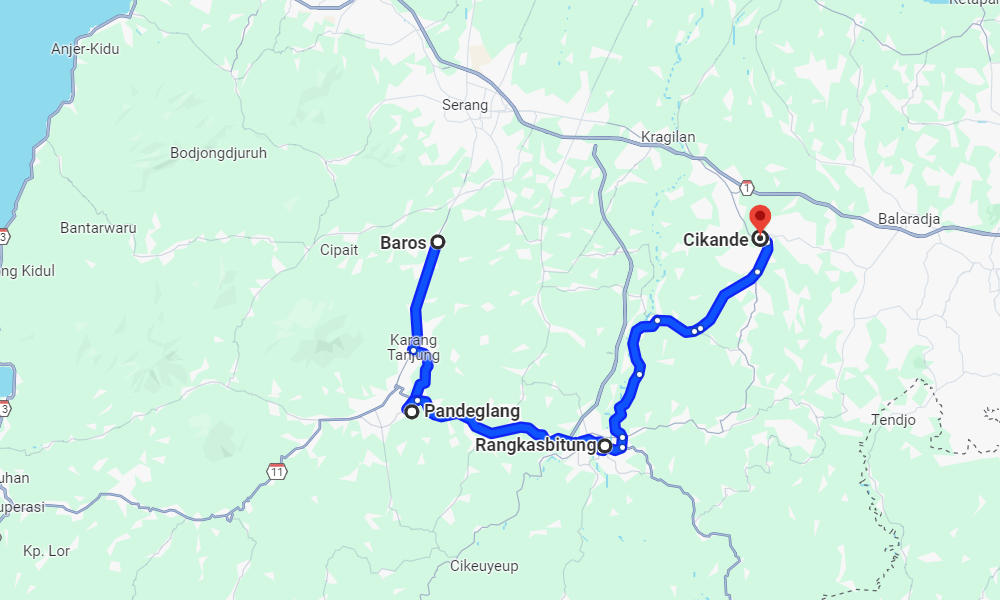 Ketapan
Anjer-Kidu
Serang
Kragilan
Bodjongdjuruh
1
Balaradja
Bantarwaru
3
Cikande
Baros
Cipait
ng Kidul
Karang
Tanjung
3
Pandeglang
Tendjo
Rangkasbitung
11
uhan
uperasi
Kp. Lor
Cikeuyeup